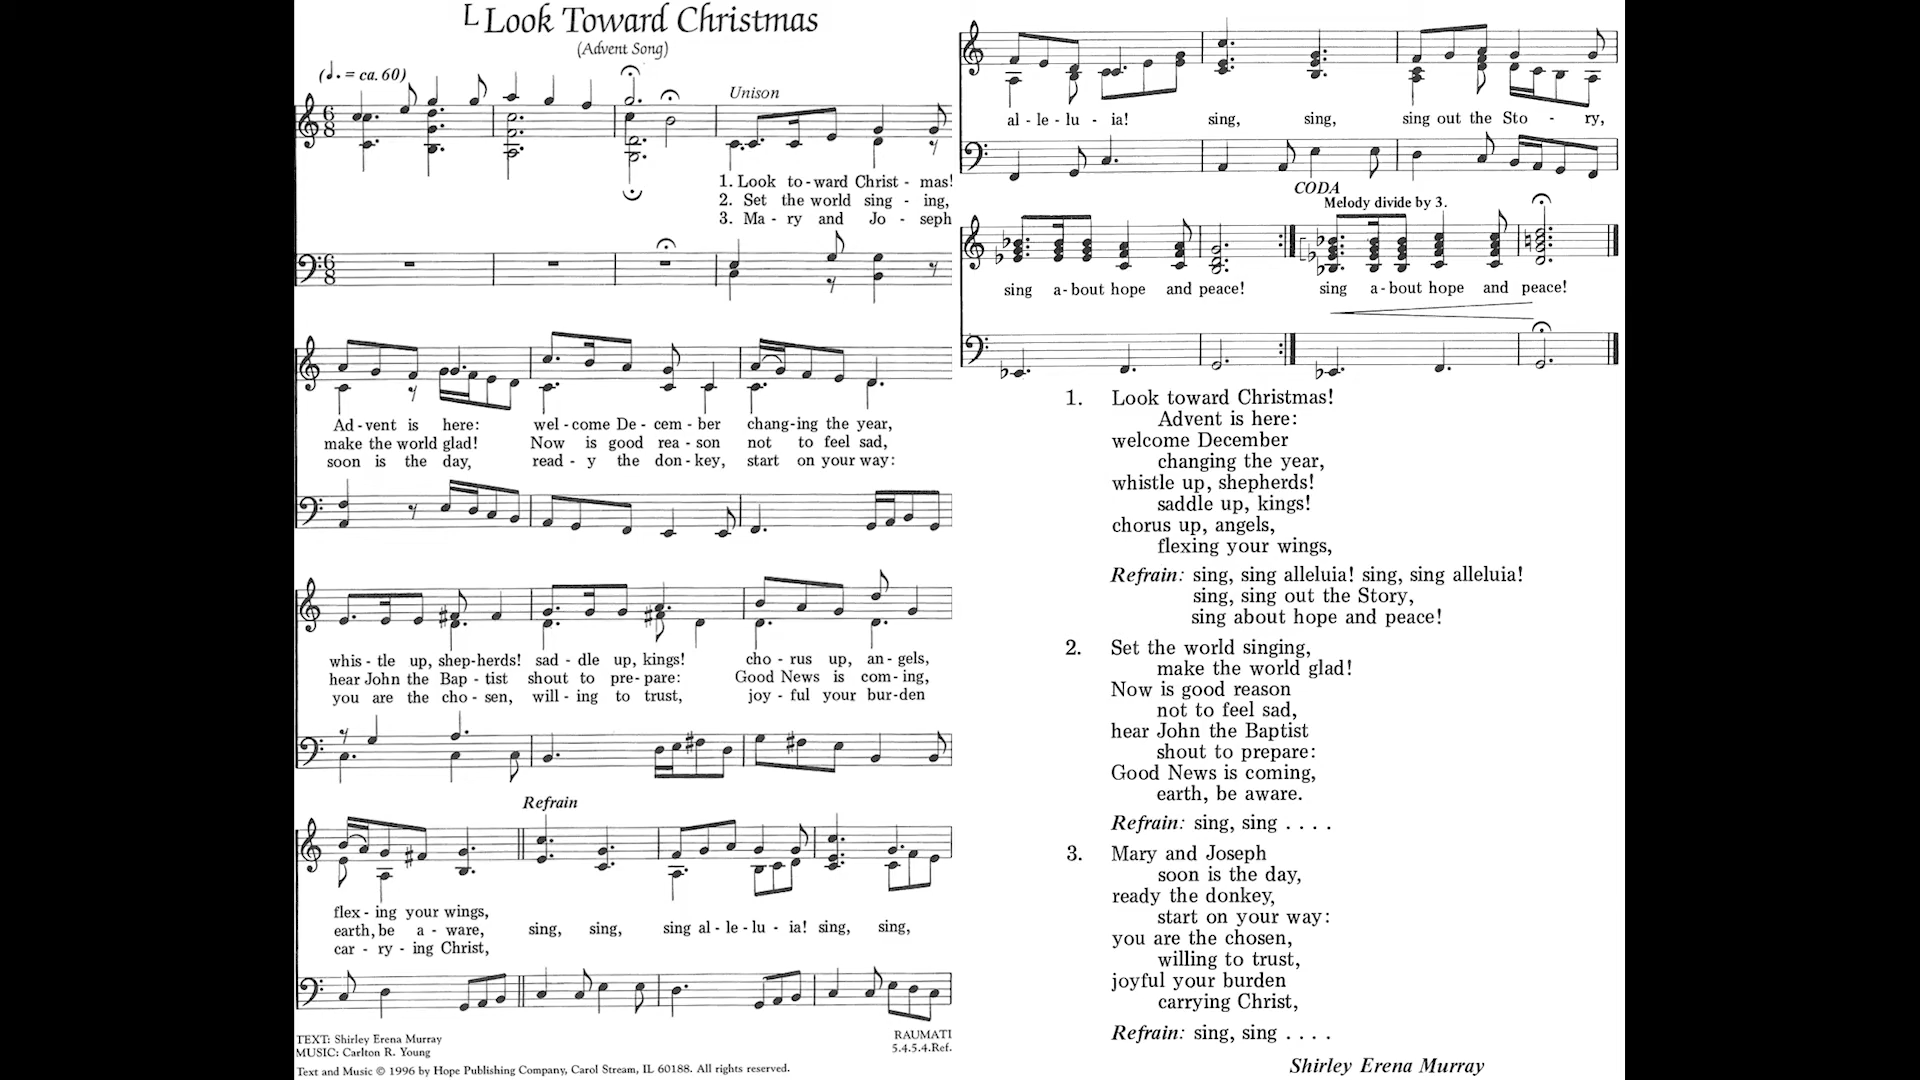 L Look Toward Christmas
(Advent Song)
(♩. = ca. 60)
Unison
1. Look to - ward Christ - mas!
2. Set the world sing - ing,
3. Ma - ry and Jo - seph
Ad - vent is here: wel - come De - cem - ber chang - ing the year,
make the world glad! Now is good rea - son not to feel sad,
soon is the day, read - y the don - key, start on your way:
whis - tle up, shep - herds! sad - dle up, kings! cho - rus up, an - gels,
hear John the Bap - tist shout to pre - pare: Good News is com - ing,
you are the cho - sen, will - ing to trust, joy - ful your bur - den
Refrain
flex - ing your wings,
earth, be a - ware, sing, sing, sing al - le - lu - ia! sing, sing,
car - ry - ing Christ,
TEXT: Shirley Erena Murray
MUSIC: Carlton R. Young
RAUMATI
5.4.5.4.Ref.
Text and Music © 1996 by Hope Publishing Company, Carol Stream, IL 60188. All rights reserved.
al - le - lu - ia! sing, sing, sing out the Sto - ry,
CODA
Melody divide by 3.
sing a - bout hope and peace! sing a - bout hope and peace!
1. Look toward Christmas!
Advent is here:
welcome December
changing the year,
whistle up, shepherds!
saddle up, kings!
chorus up, angels,
flexing your wings,
Refrain: sing, sing alleluia! sing, sing alleluia!
sing, sing out the Story,
sing about hope and peace!
2. Set the world singing,
make the world glad!
Now is good reason
not to feel sad,
hear John the Baptist
shout to prepare:
Good News is coming,
earth, be aware.
Refrain: sing, sing . . . .
3. Mary and Joseph
soon is the day,
ready the donkey,
start on your way:
you are the chosen,
willing to trust,
joyful your burden
carrying Christ,
Refrain: sing, sing . . . .
Shirley Erena Murray